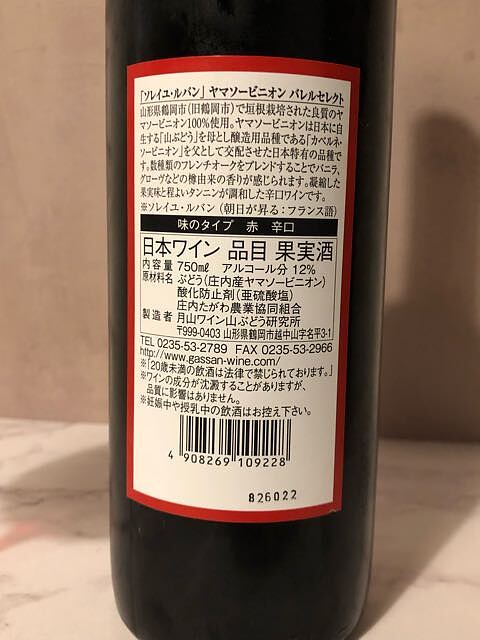 「ソレイユ・ルバン」 ヤマソービニオン バレルセレクト
山形県鶴岡市（旧鶴岡市）で垣根栽培された良質のヤ
マソービニオン100%使用。ヤマソービニオンは日本に自
生する「山ぶどう」を母とし醸造用品種である「カベルネ・
ソービニオン」を父として交配させた日本特有の品種で
す。数種類のフレンチオークをブレンドすることでバニラ、
グローヴなどの樽由来の香りが感じられます。凝縮した
果実味と程よいタンニンが調和した辛口ワインです。
※ソレイユ・ルバン（朝日が昇る：フランス語）
味のタイプ 赤 辛口
日本ワイン 品目 果実酒
内容量 750mℓ アルコール分 12%
原材料名 ぶどう（庄内産ヤマソービニオン）
酸化防止剤（亜硫酸塩）
庄内たがわ農業協同組合
製造者 月山ワイン山ぶどう研究所
〒999-0403 山形県鶴岡市越中山字名平3-1
TEL 0235-53-2789 FAX 0235-53-2966
http://www.gassan-wine.com/
※「20歳未満の飲酒は法律で禁じられております。」
※ワインの成分が沈澱することがありますが、
品質に影響はありません。
※妊娠中や授乳中の飲酒はお控え下さい。
4 908269 109228
826022